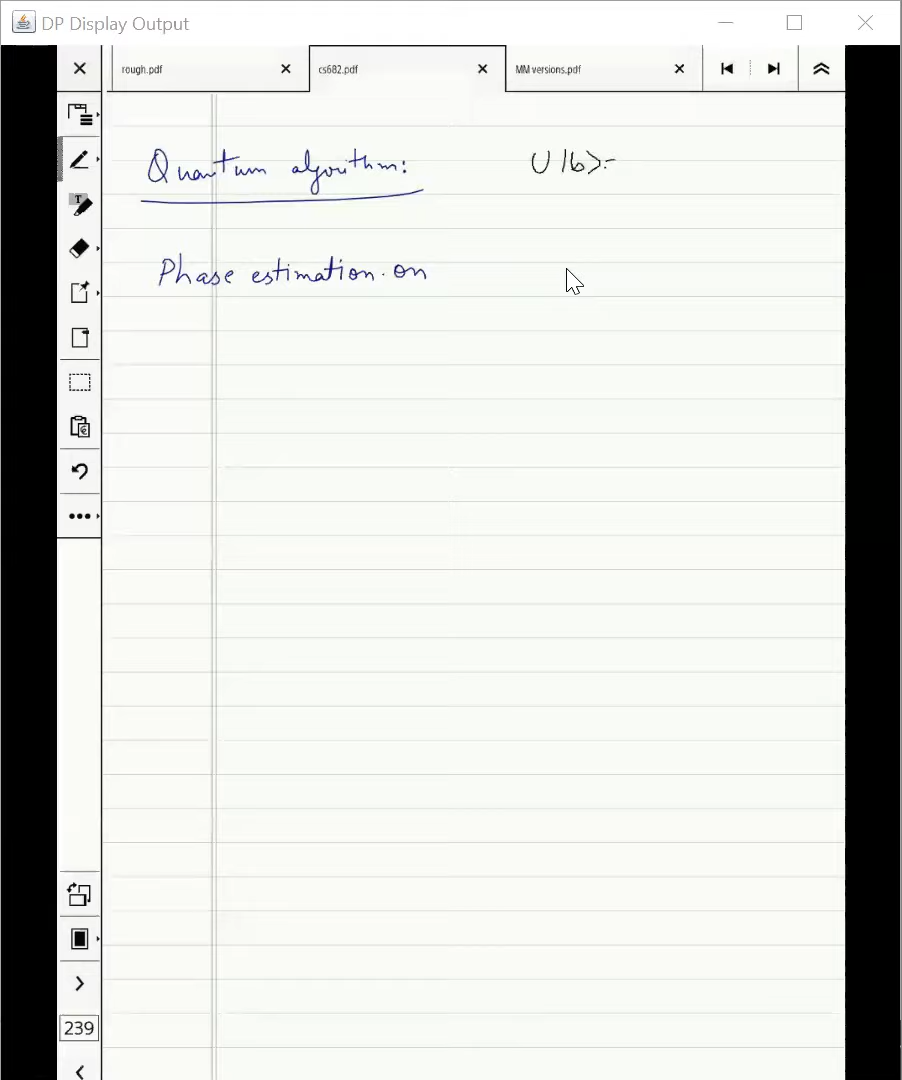 DP Display Output
rough.pdf
cs682.pdf
MM versions.pdf
Quantum algorithm:
U |b>:-
Phase estimation. on
239